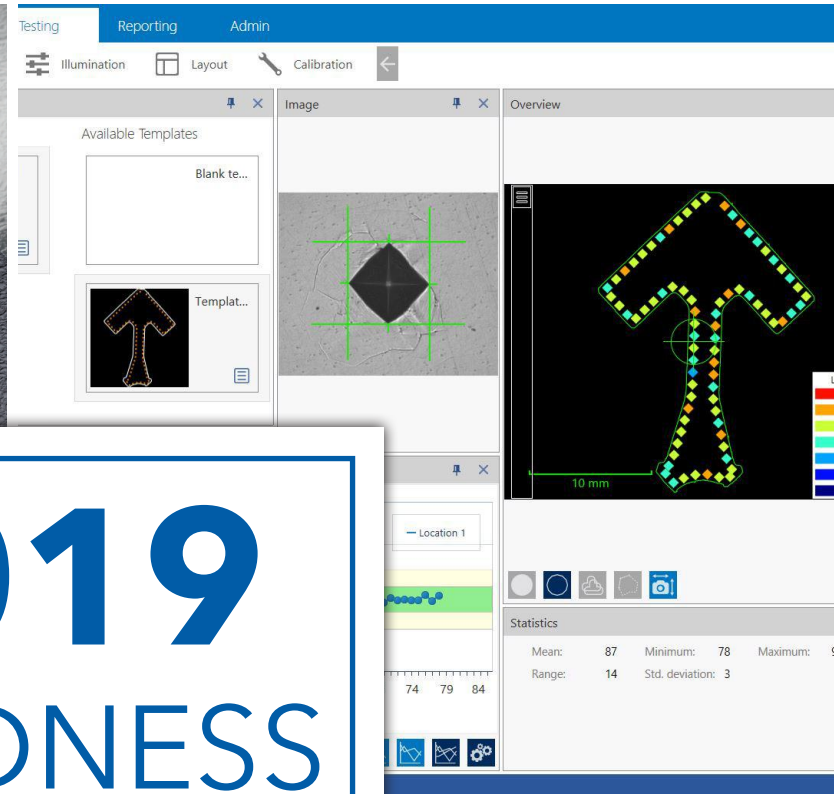 Testing Reporting Admin
Illumination Layout Calibration
Image Overview
Available Templates
Blank te...
Templat...
10 mm
Location 1
74 79 84
019
Statistics
Mean: 87 Minimum: 78 Maximum: 9
Range: 14 Std. deviation: 3
DNESS